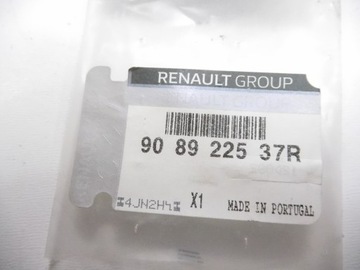 RENAULT GROUP
90 89 225 37R
4JN2H4 X1 MADE IN PORTUGAL